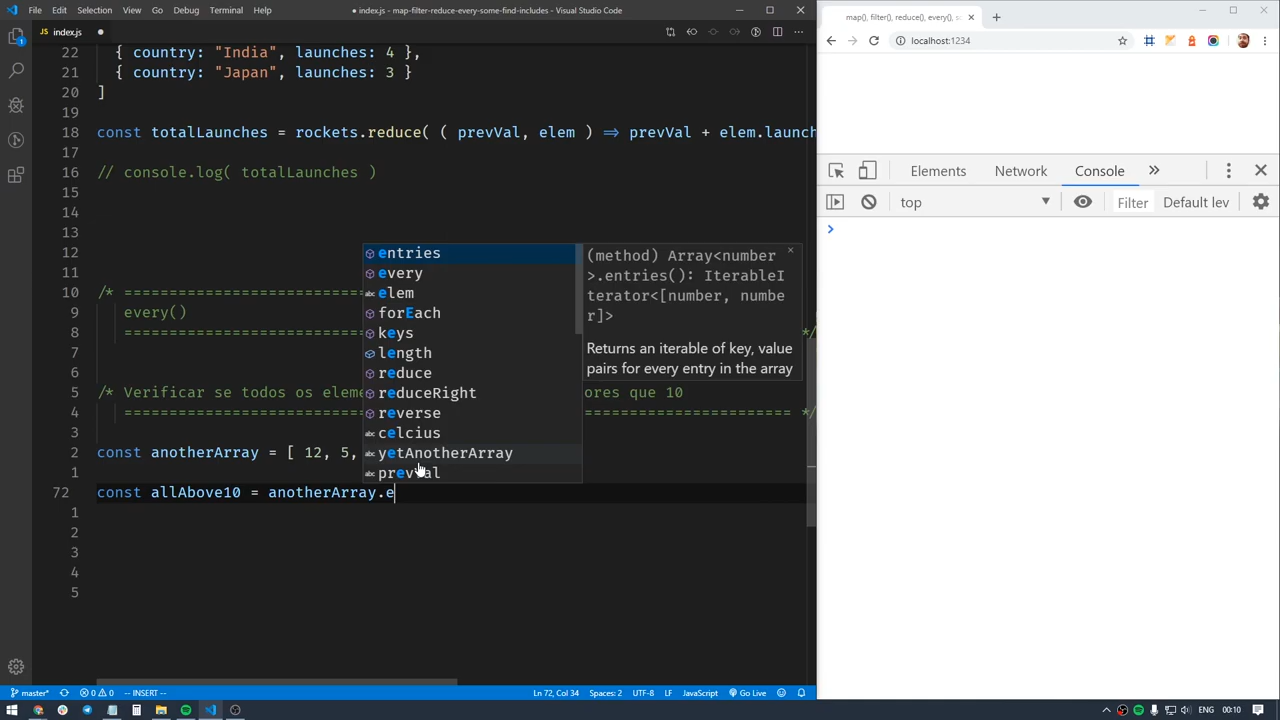 File Edit Selection View Go Debug Terminal Help
● index.js - map-filter-reduce-every-some-find-includes - Visual Studio Code
map(), filter(), reduce(), every(), s
JS index.js ●
localhost:1234
22 { country: "India", launches: 4 },
21 { country: "Japan", launches: 3 }
20 ]
19
18 const totalLaunches = rockets.reduce( ( prevVal, elem ) ⇒ prevVal + elem.launch
17
16 // console.log( totalLaunches )
15
14
13
12
11
10 /* =============================
9 every()
8 ============================= */
7
6
5 /* Verificar se todos os eleme ores que 10
4 ============================= */
3
2 const anotherArray = [ 12, 5,
1
72 const allAbove10 = anotherArray.e
1
2
3
4
5
entries
every
elem
forEach
keys
length
reduce
reduceRight
reverse
celcius
yetAnotherArray
prevVal
(method) Array<number
>.entries(): IterableI
terator<[number, numbe
r]>
Returns an iterable of key, value
pairs for every entry in the array
Elements Network Console »
top Filter Default lev
master* 0 0 -- INSERT -- Ln 72, Col 34 Spaces: 2 UTF-8 LF JavaScript Go Live
ENG 00:10